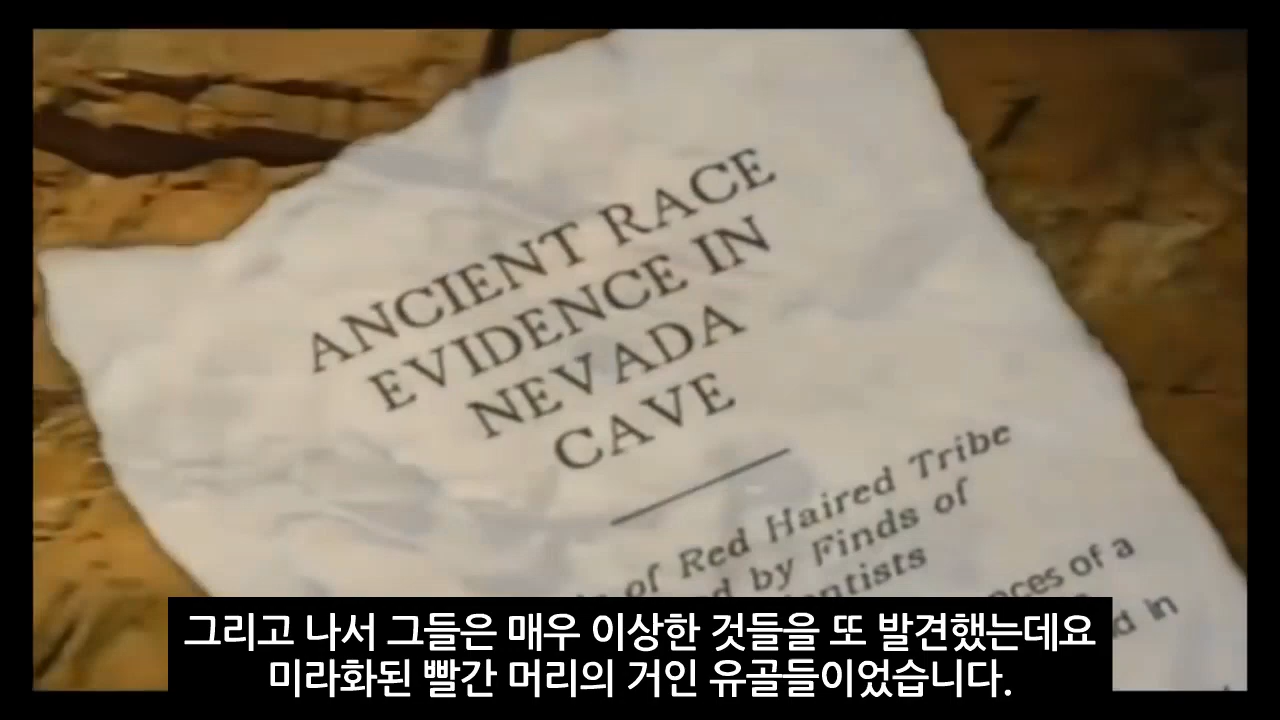 ANCIENT RACE
EVIDENCE IN
NEVADA
CAVE
of Red Haired Tribe
by Finds of
of a
in
그리고 나서 그들은 매우 이상한 것들을 또 발견했는데요
미라화된 빨간 머리의 거인 유골들이었습니다.